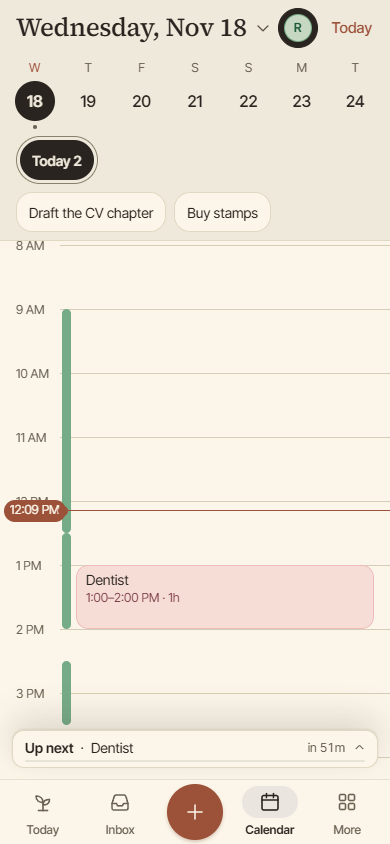 Wednesday, Nov 18
R
Today
W T F S S M T
18 19 20 21 22 23 24
Today 2
Draft the CV chapter
Buy stamps
8 AM
9 AM
10 AM
11 AM
12 PM
12:09 PM
1 PM
Dentist
1:00–2:00 PM · 1h
2 PM
3 PM
Up next · Dentist in 51m
Today Inbox Calendar More